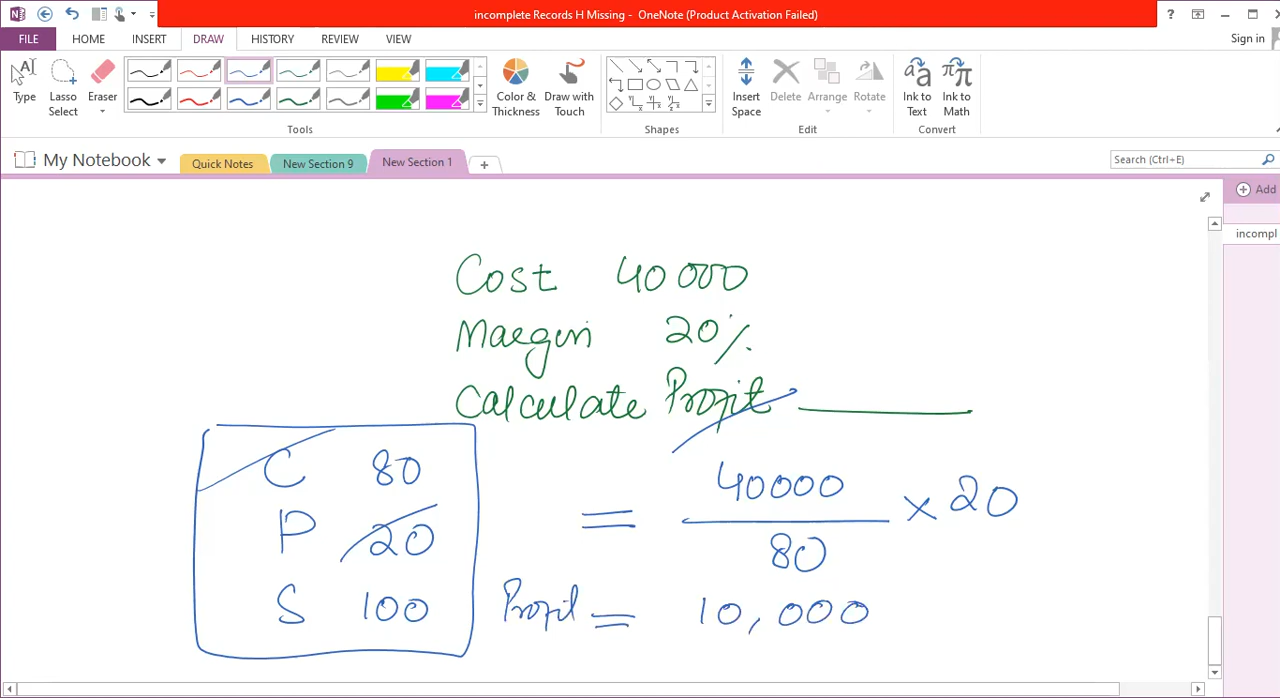 incomplete Records H Missing - OneNote (Product Activation Failed)
?
FILE HOME INSERT DRAW HISTORY REVIEW VIEW
Sign in
Type
Lasso Select
Eraser
Color & Thickness
Draw with Touch
Insert Space
Delete
Arrange
Rotate
Ink to Text
Ink to Math
Tools
Shapes
Edit
Convert
My Notebook
Quick Notes
New Section 9
New Section 1
+
Search (Ctrl+E)
Add
incompl
Cost 40000
Margin 20%
Calculate Profit ________
C 80
P 20
S 100
= 40000 / 80 × 20
Profit = 10,000